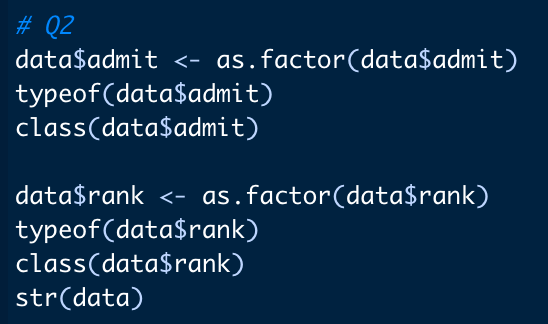 # Q2
data$admit <- as.factor(data$admit)
typeof(data$admit)
class(data$admit)
data$rank <- as.factor(data$rank)
typeof(data$rank)
class(data$rank)
str(data)